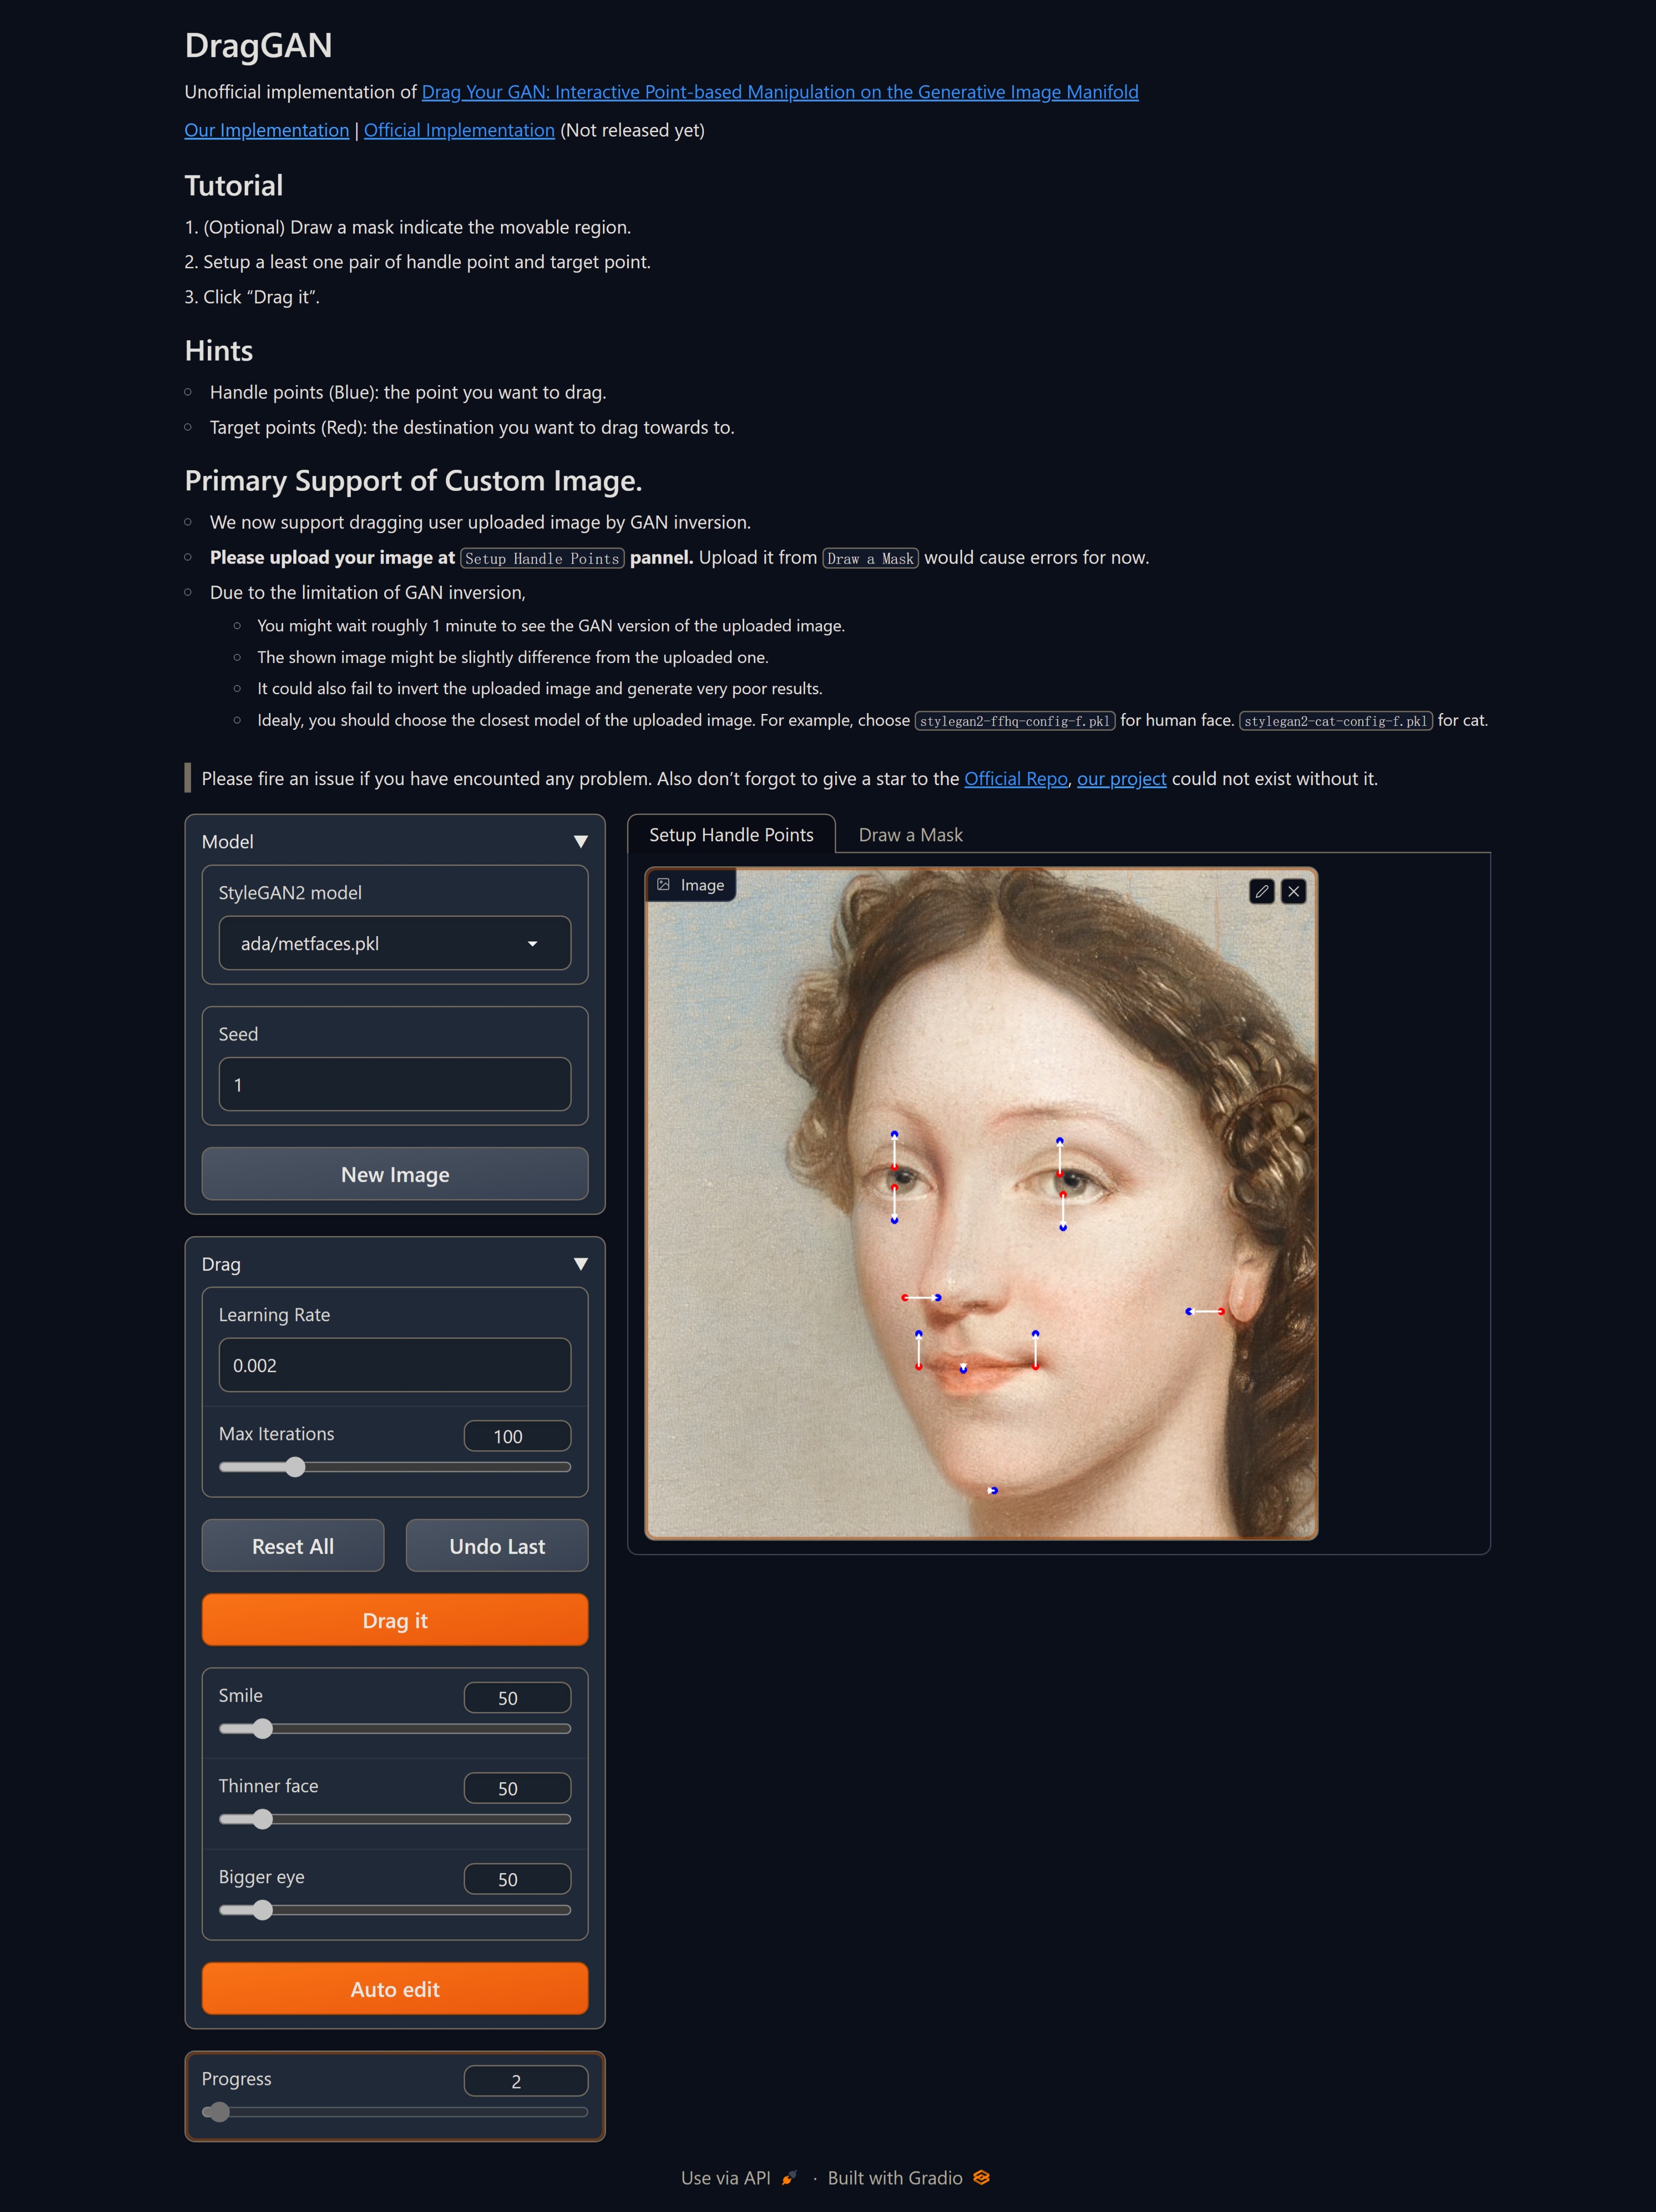 DragGAN
Unofficial implementation of Drag Your GAN: Interactive Point-based Manipulation on the Generative Image Manifold
Our Implementation | Official Implementation (Not released yet)
Tutorial
1. (Optional) Draw a mask indicate the movable region.
2. Setup a least one pair of handle point and target point.
3. Click “Drag it”.
Hints
Handle points (Blue): the point you want to drag.
Target points (Red): the destination you want to drag towards to.
Primary Support of Custom Image.
We now support dragging user uploaded image by GAN inversion.
Please upload your image at Setup Handle Points pannel. Upload it from Draw a Mask would cause errors for now.
Due to the limitation of GAN inversion,
You might wait roughly 1 minute to see the GAN version of the uploaded image.
The shown image might be slightly difference from the uploaded one.
It could also fail to invert the uploaded image and generate very poor results.
Idealy, you should choose the closest model of the uploaded image. For example, choose stylegan2-ffhq-config-f.pkl for human face. stylegan2-cat-config-f.pkl for cat.
Please fire an issue if you have encounted any problem. Also don’t forgot to give a star to the Official Repo, our project could not exist without it.
Model
StyleGAN2 model
ada/metfaces.pkl
Seed
1
New Image
Drag
Learning Rate
0.002
Max Iterations
100
Reset All
Undo Last
Drag it
Smile
50
Thinner face
50
Bigger eye
50
Auto edit
Progress
2
Setup Handle Points
Draw a Mask
Image
Use via API · Built with Gradio